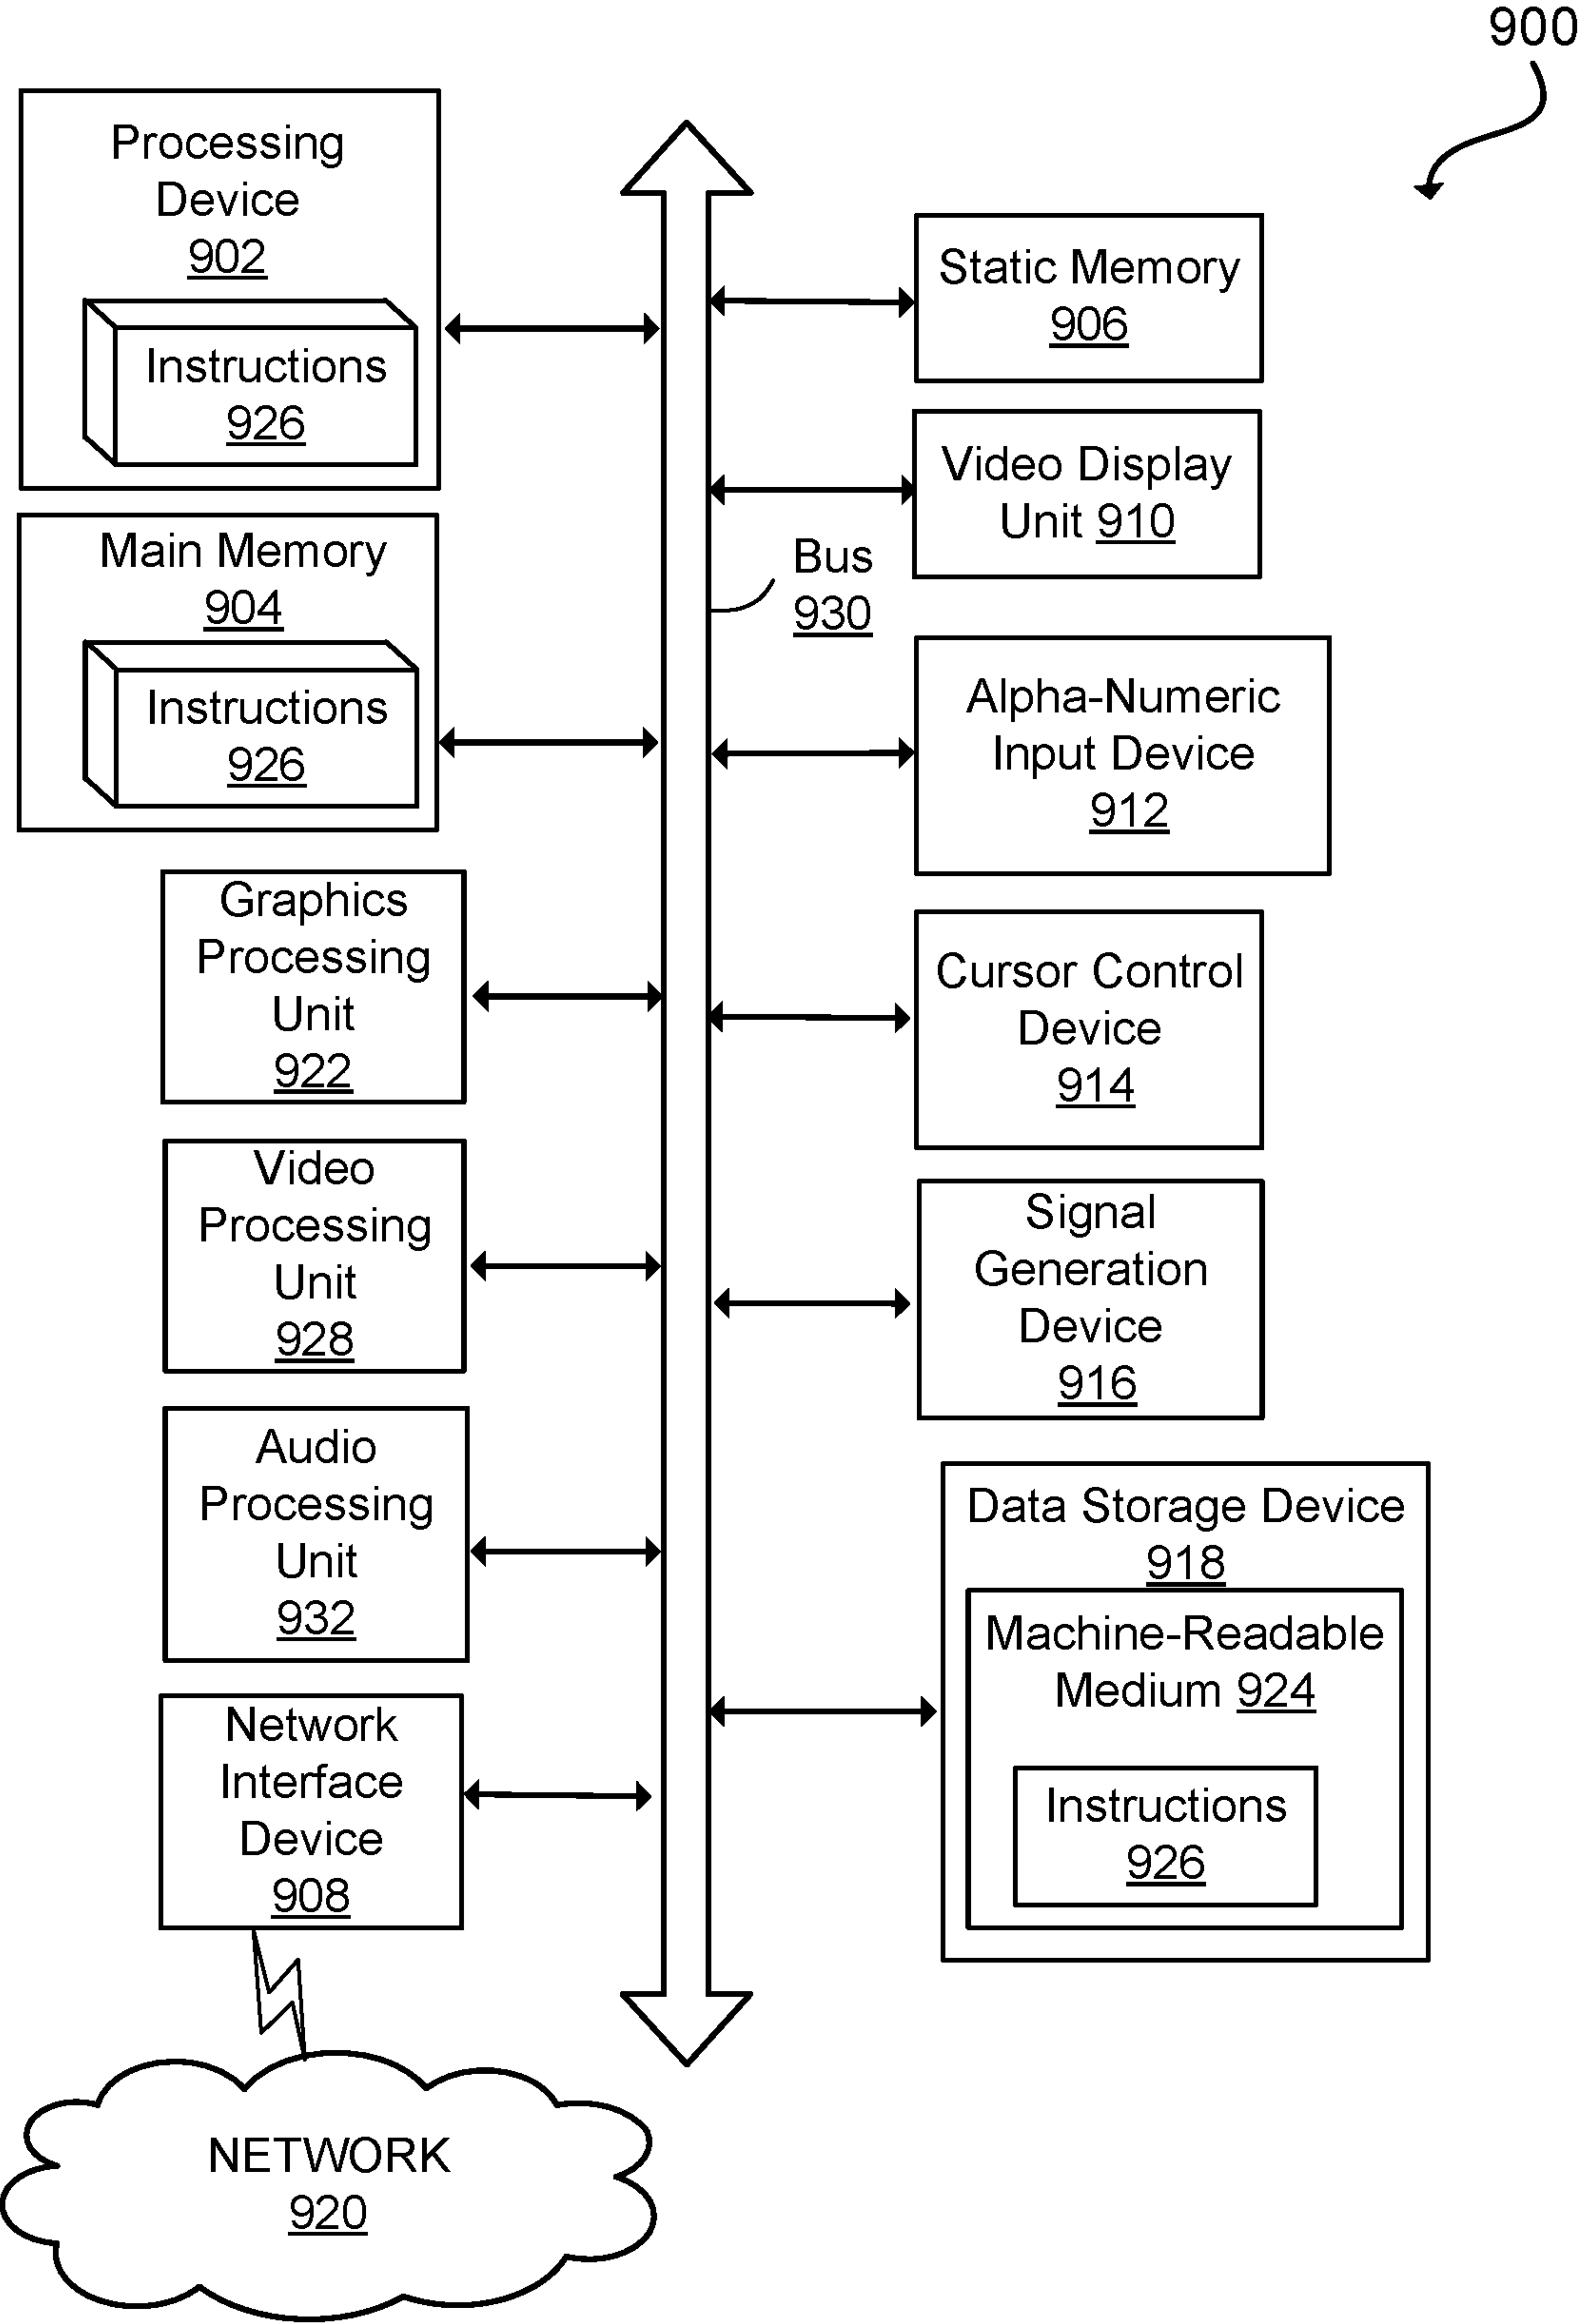 900
Processing
Device
902
Instructions
926
Main Memory
904
Instructions
926
Graphics
Processing
Unit
922
Video
Processing
Unit
928
Audio
Processing
Unit
932
Network
Interface
Device
908
NETWORK
920
Bus
930
Static Memory
906
Video Display
Unit 910
Alpha-Numeric
Input Device
912
Cursor Control
Device
914
Signal
Generation
Device
916
Data Storage Device
918
Machine-Readable
Medium 924
Instructions
926